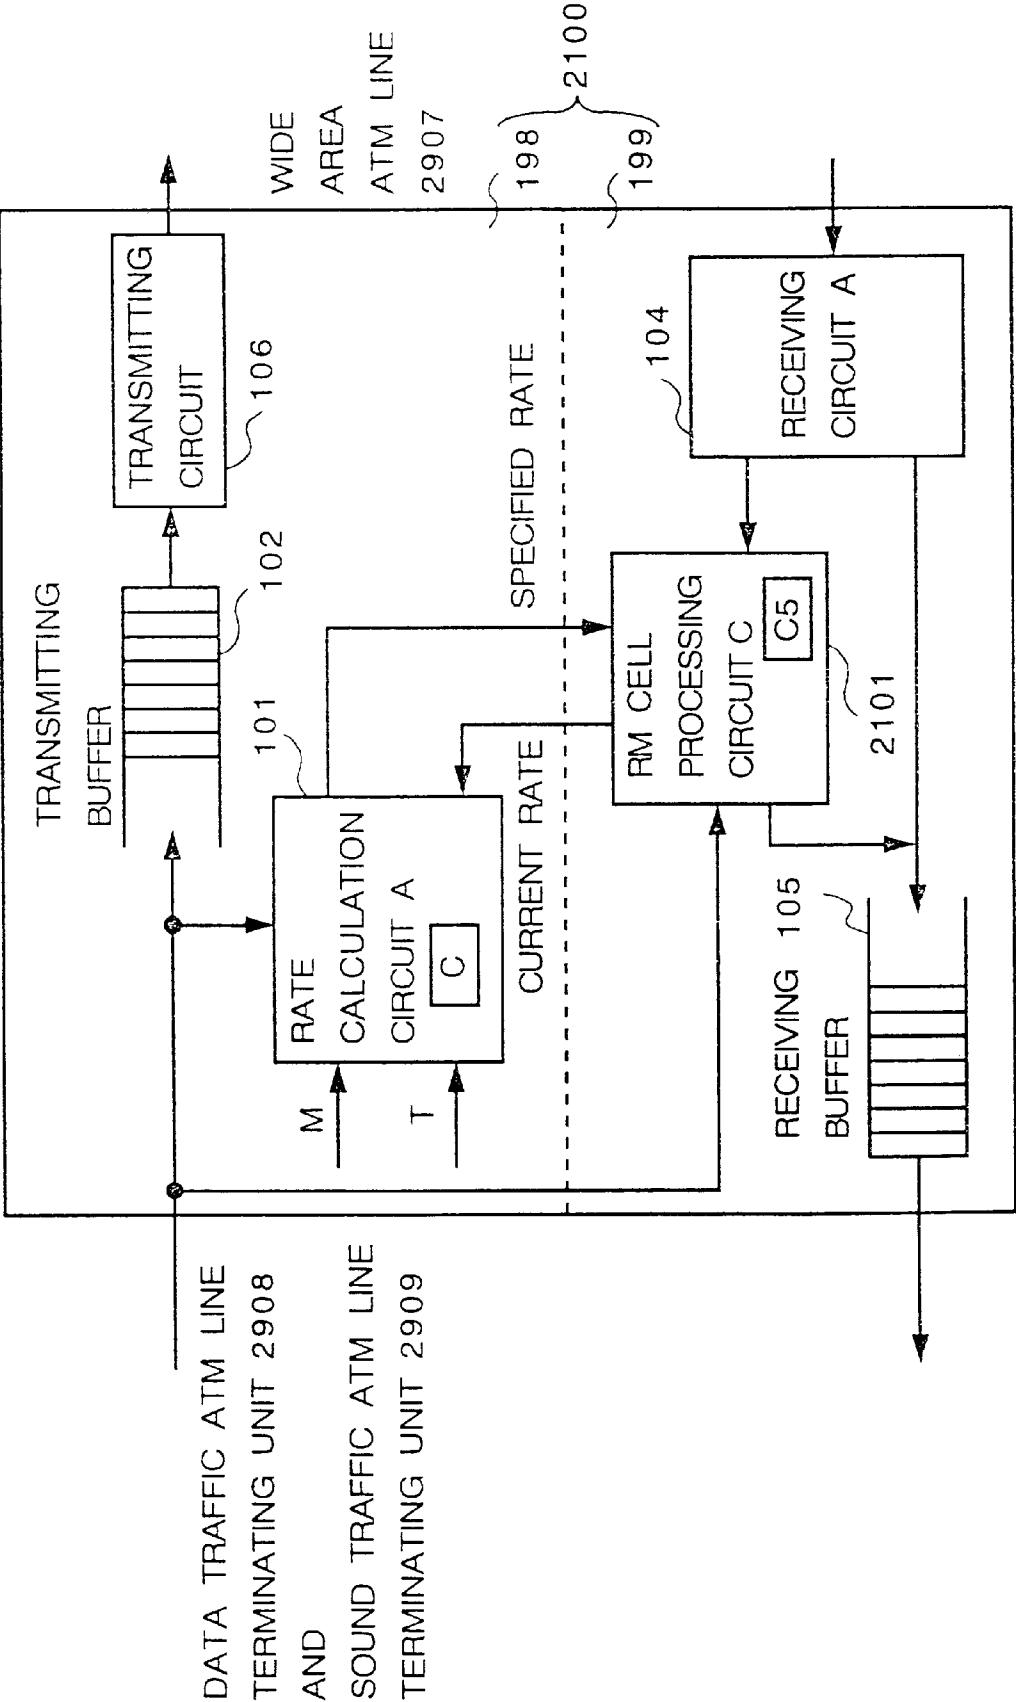 WIDE
AREA
ATM LINE
2907
198
199
2100
TRANSMITTING
CIRCUIT
106
TRANSMITTING
BUFFER
102
101
RATE
CALCULATION
CIRCUIT A
C
M
T
SPECIFIED RATE
CURRENT RATE
RM CELL
PROCESSING
CIRCUIT C
C5
2101
104
RECEIVING
CIRCUIT A
RECEIVING 105
BUFFER
DATA TRAFFIC ATM LINE
TERMINATING UNIT 2908
AND
SOUND TRAFFIC ATM LINE
TERMINATING UNIT 2909